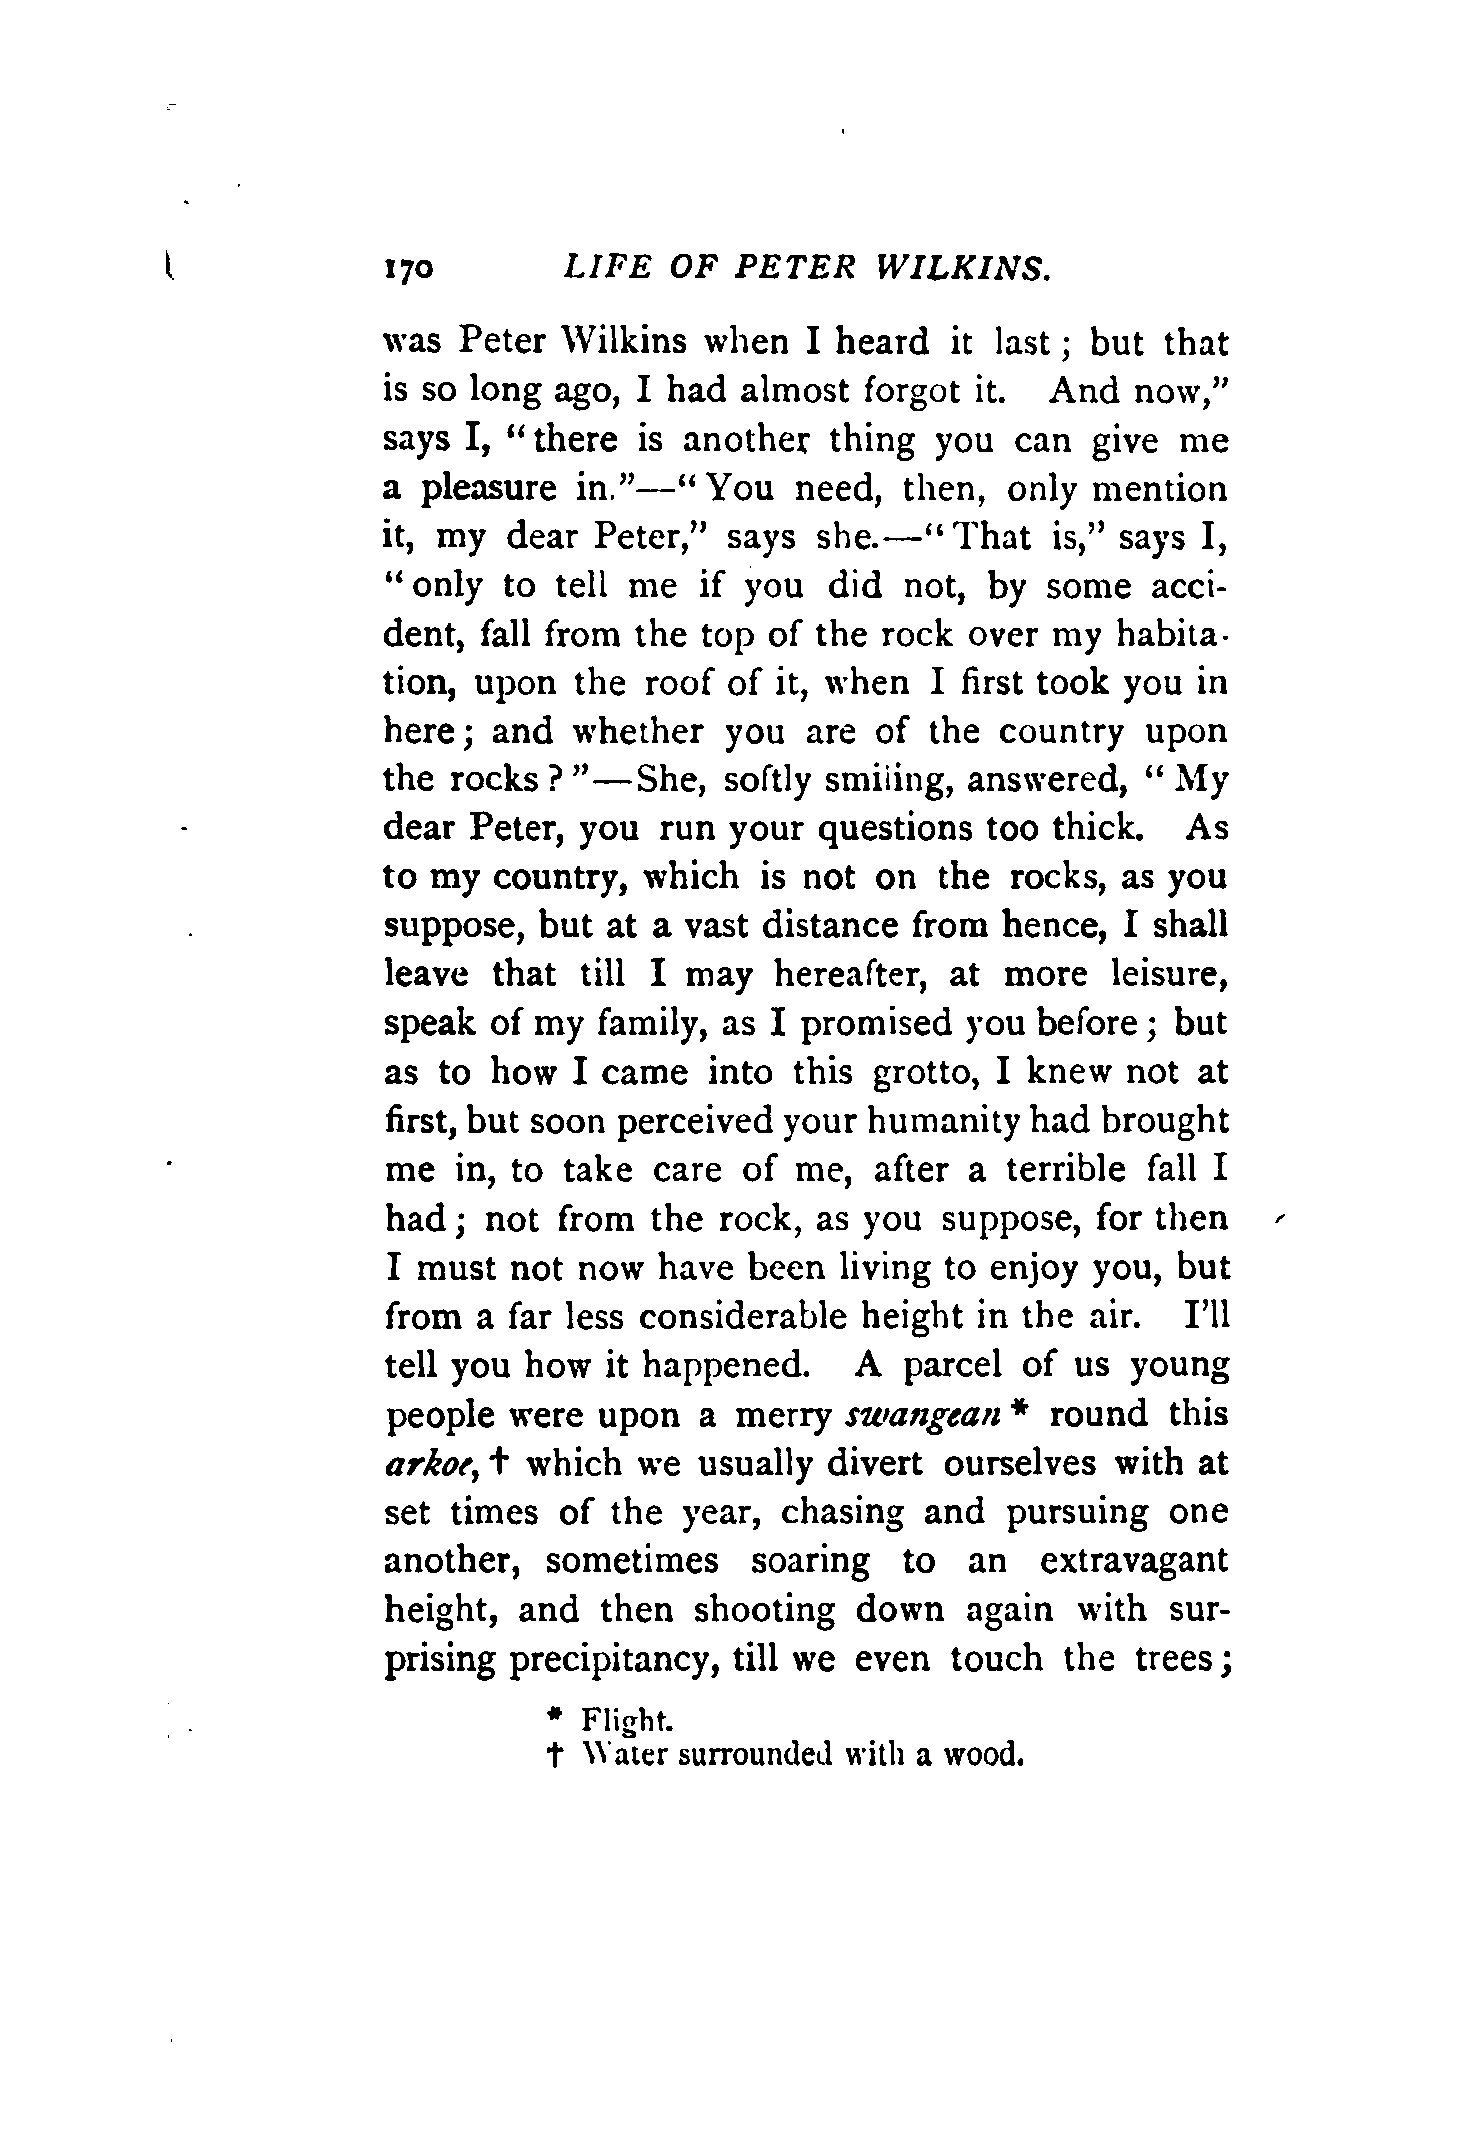 170 LIFE OF PETER WILKINS.
was Peter Wilkins when I heard it last ; but that
is so long ago, I had almost forgot it. And now,”
says I, “ there is another thing you can give me
a pleasure in.”—“ You need, then, only mention
it, my dear Peter,” says she.—“ That is,” says I,
“ only to tell me if you did not, by some acci-
dent, fall from the top of the rock over my habita-
tion, upon the roof of it, when I first took you in
here ; and whether you are of the country upon
the rocks ? ”—She, softly smiling, answered, “ My
dear Peter, you run your questions too thick. As
to my country, which is not on the rocks, as you
suppose, but at a vast distance from hence, I shall
leave that till I may hereafter, at more leisure,
speak of my family, as I promised you before ; but
as to how I came into this grotto, I knew not at
first, but soon perceived your humanity had brought
me in, to take care of me, after a terrible fall I
had ; not from the rock, as you suppose, for then
I must not now have been living to enjoy you, but
from a far less considerable height in the air. I’ll
tell you how it happened. A parcel of us young
people were upon a merry swangean * round this
arkoe, † which we usually divert ourselves with at
set times of the year, chasing and pursuing one
another, sometimes soaring to an extravagant
height, and then shooting down again with sur-
prising precipitancy, till we even touch the trees ;
* Flight.
† Water surrounded with a wood.